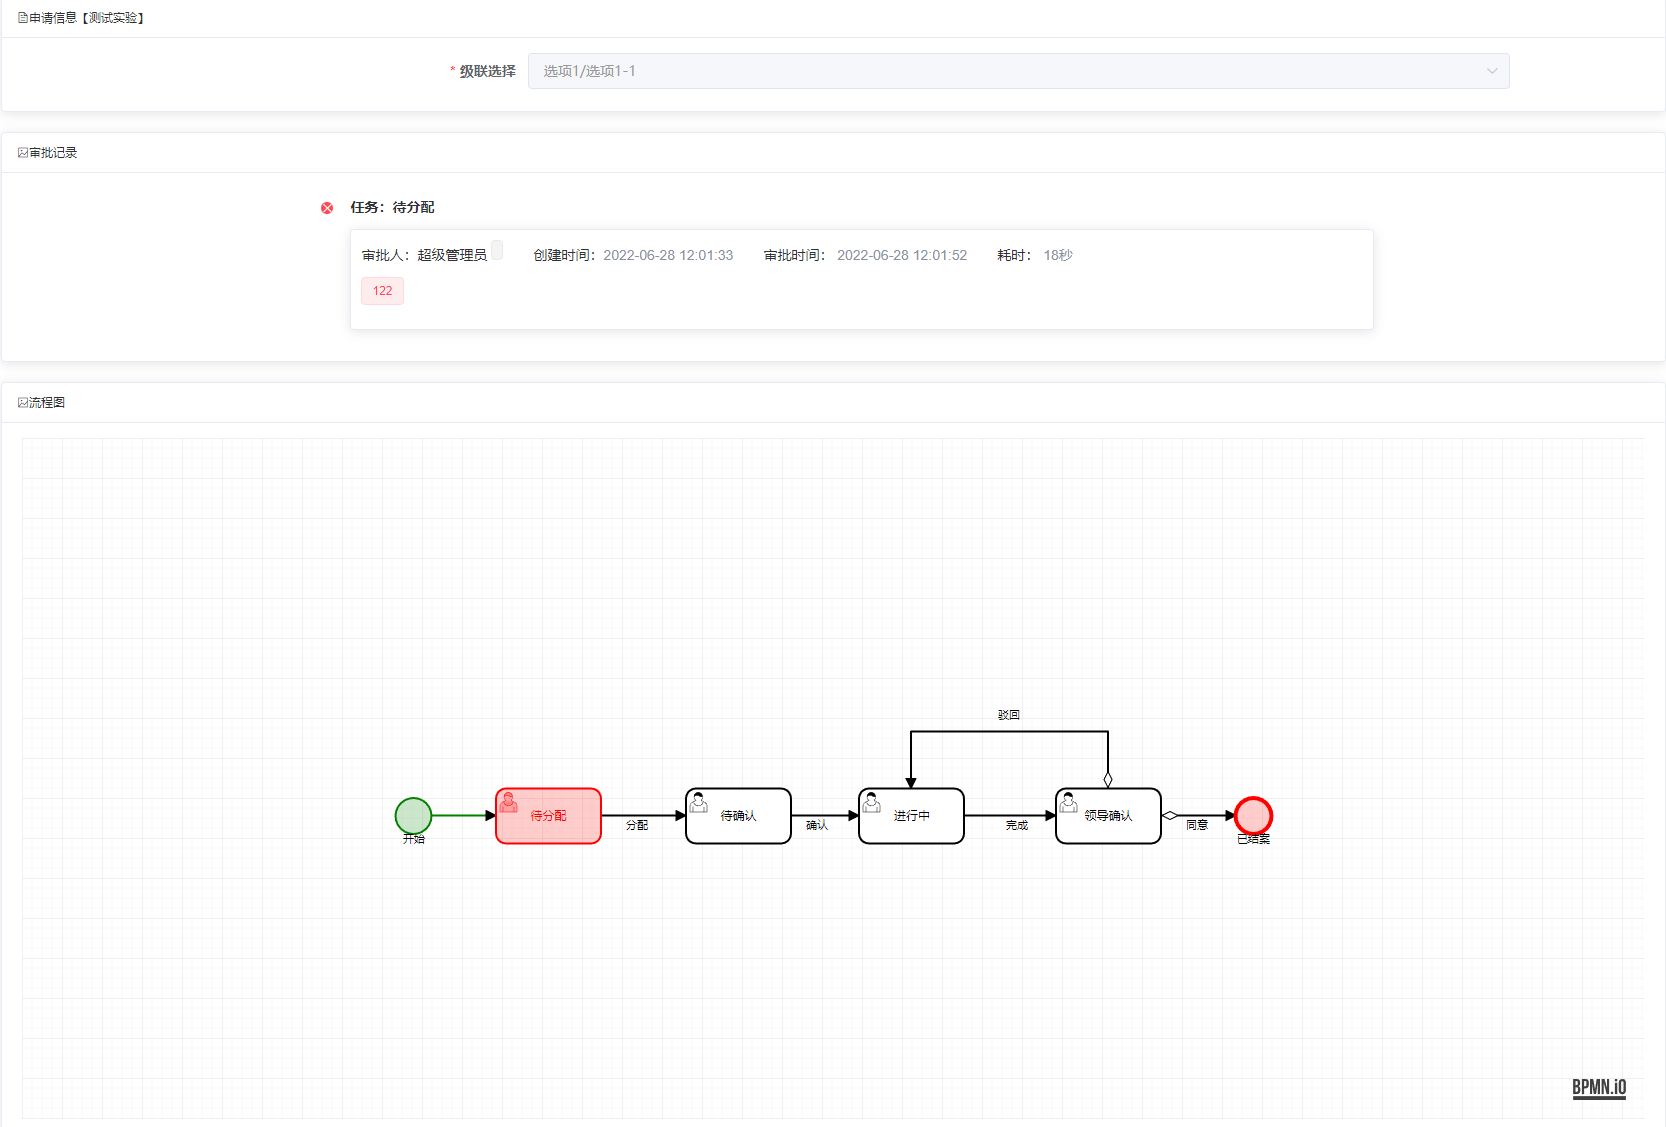 申请信息【测试实验】
* 级联选择 选项1/选项1-1
审批记录
任务：待分配
审批人：超级管理员 创建时间：2022-06-28 12:01:33 审批时间： 2022-06-28 12:01:52 耗时： 18秒
122
流程图
驳回
待分配 待确认 进行中 领导确认
分配 确认 完成 同意
开始 已结案
BPMN.iO